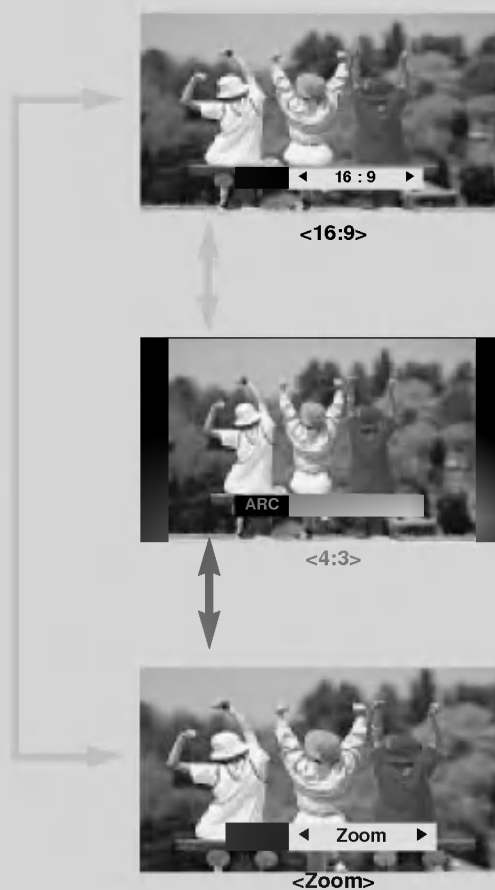 ◄ 16 : 9 ►
<16:9>
ARC
<4:3>
◄ Zoom ►
<Zoom>